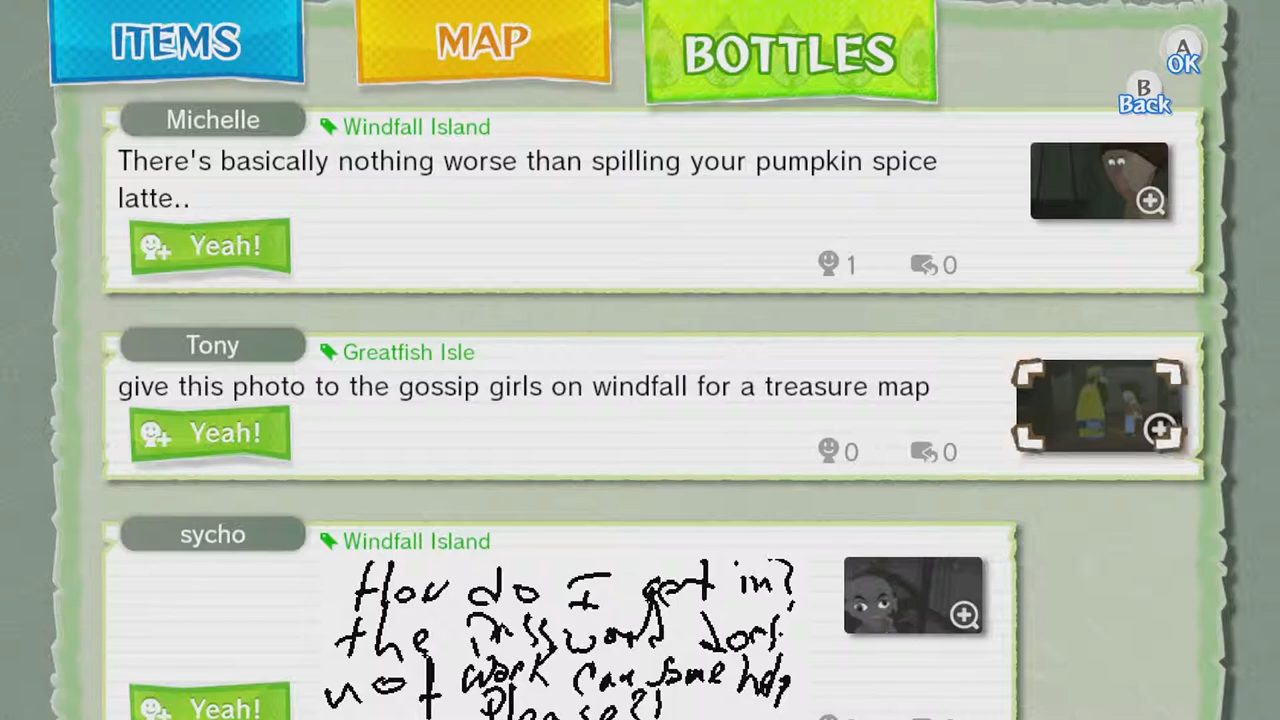 ITEMS
MAP
BOTTLES
A
OK
B
Back
Michelle
Windfall Island
There's basically nothing worse than spilling your pumpkin spice
latte..
Yeah!
1
0
Tony
Greatfish Isle
give this photo to the gossip girls on windfall for a treasure map
Yeah!
0
0
sycho
Windfall Island
How do I get in?
the Password does
not work can some help
Please?!
Yeah!